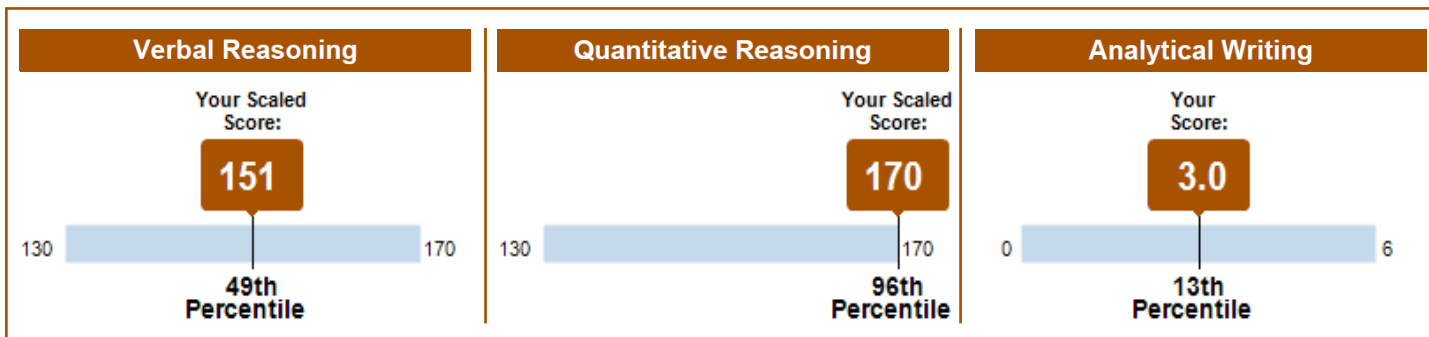 Verbal Reasoning
Your Scaled
Score:
151
130
170
49th
Percentile
Quantitative Reasoning
Your Scaled
Score:
170
130
170
96th
Percentile
Analytical Writing
Your
Score:
3.0
0
6
13th
Percentile